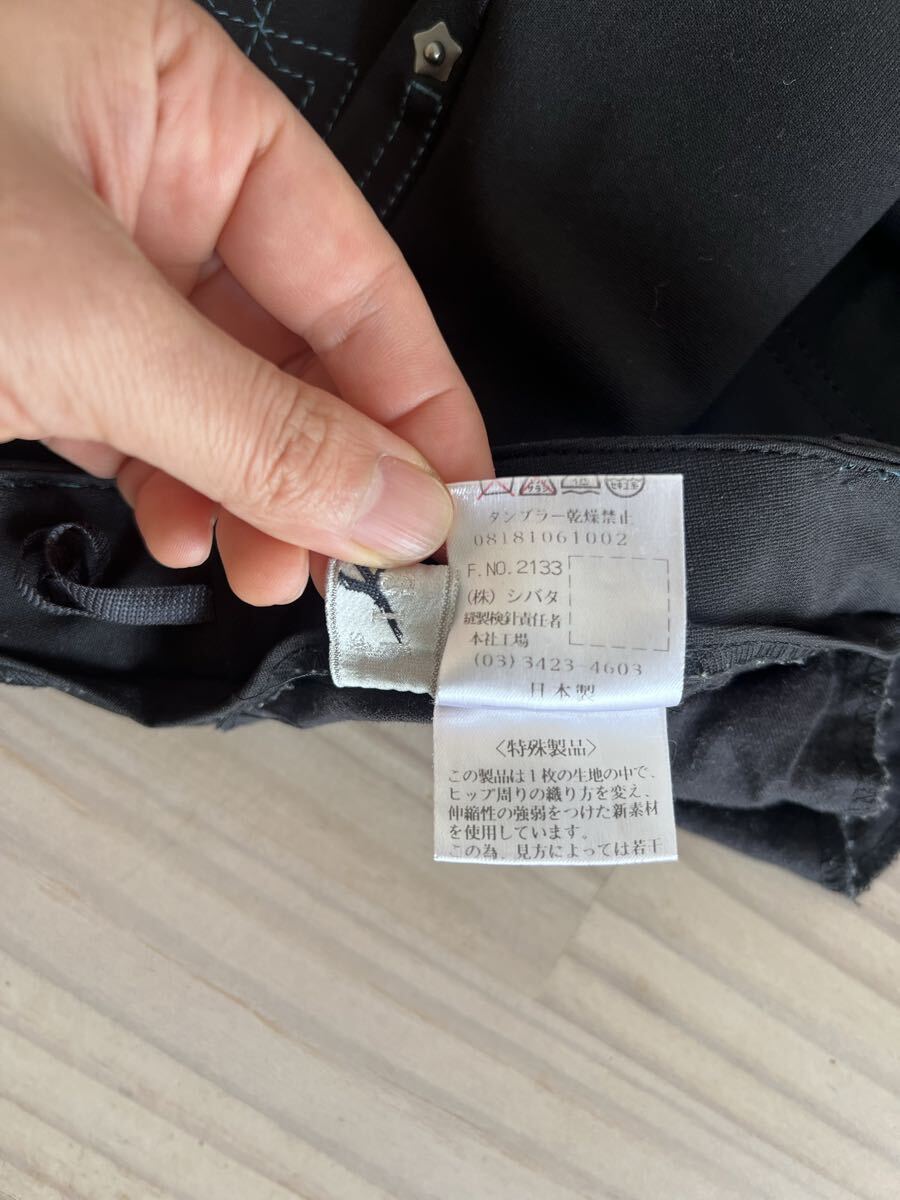 タンブラー乾燥禁止
08181061002
F.NO.2133
(株) シバタ
縫製検針責任者
本社工場
(03) 3423-4603
日本製
〈特殊製品〉
この製品は1枚の生地の中で、
ヒップ周りの織り方を変え、
伸縮性の強弱をつけた新素材
を使用しています。
この為、見方によっては若干